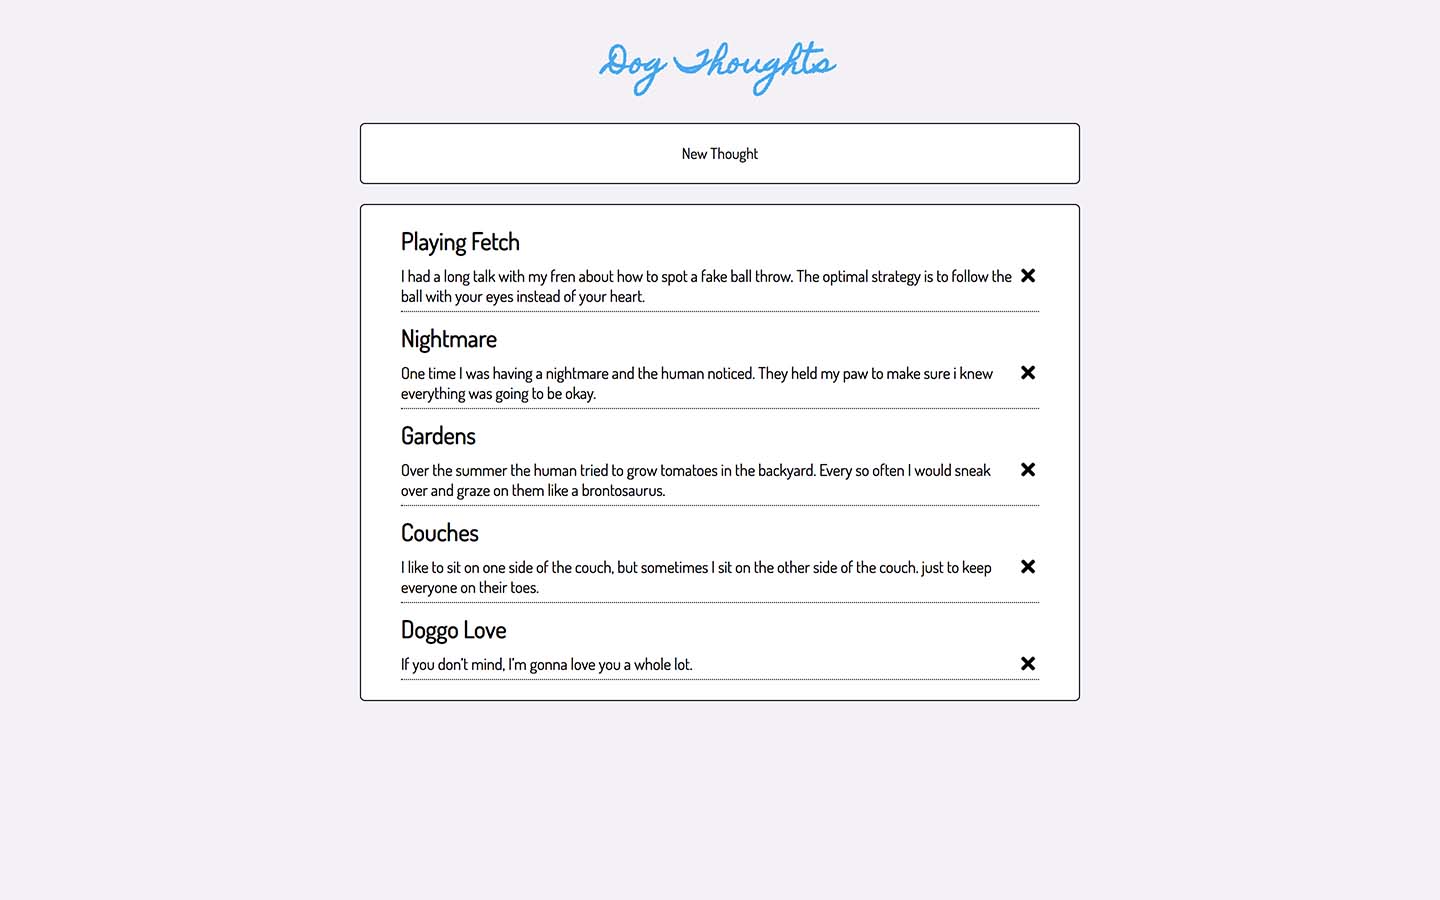 Dog Thoughts
New Thought
Playing Fetch
I had a long talk with my fren about how to spot a fake ball throw. The optimal strategy is to follow the
ball with your eyes instead of your heart.
Nightmare
One time I was having a nightmare and the human noticed. They held my paw to make sure i knew
everything was going to be okay.
Gardens
Over the summer the human tried to grow tomatoes in the backyard. Every so often I would sneak
over and graze on them like a brontosaurus.
Couches
I like to sit on one side of the couch, but sometimes I sit on the other side of the couch. just to keep
everyone on their toes.
Doggo Love
If you don't mind, I'm gonna love you a whole lot.